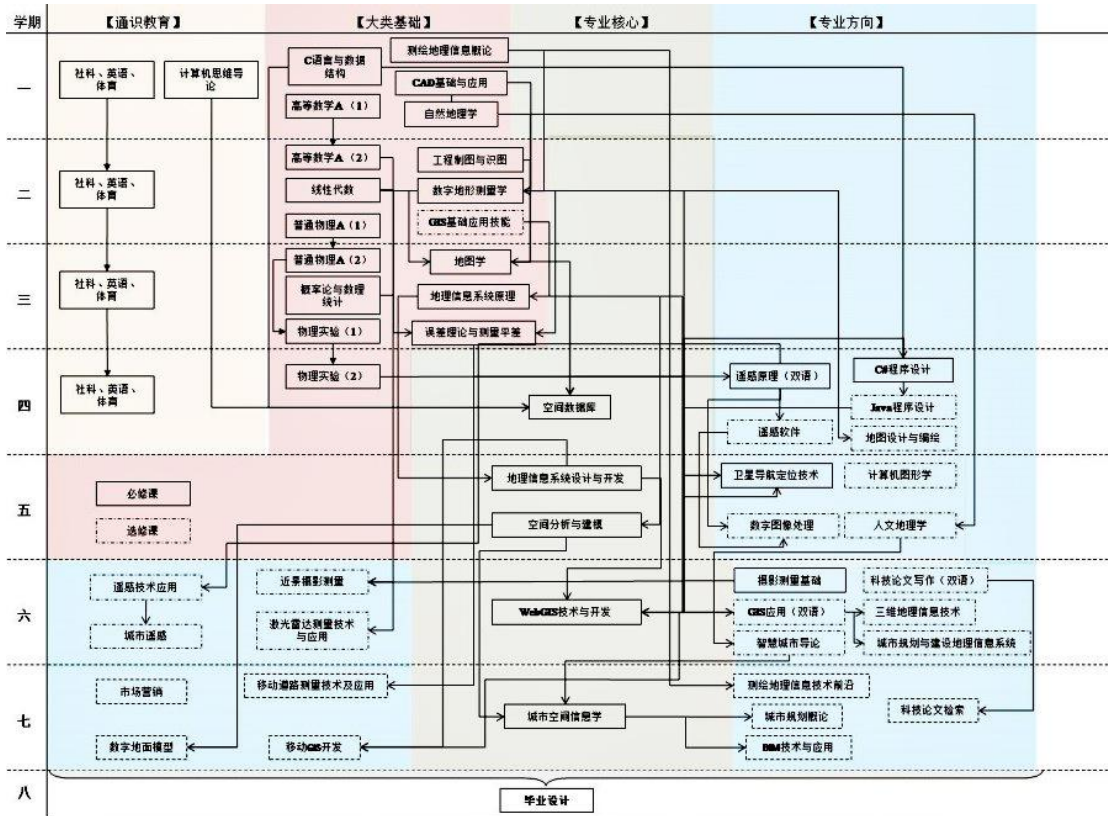 学期
【通识教育】
【大类基础】
【专业核心】
【专业方向】
一
社科、英语、
体育
计算机思维导
论
C语言与数据
结构
测绘地理信息概论
CAD基础与应用
高等数学A（1）
自然地理学
二
社科、英语、
体育
高等数学A（2）
工程制图与识图
线性代数
数字地形测量学
普通物理A（1）
GIS基础应用技能
三
社科、英语、
体育
普通物理A（2）
地图学
概率论与数理
统计
地理信息系统原理
物理实验（1）
误差理论与测量平差
四
社科、英语、
体育
物理实验（2）
空间数据库
遥感原理（双语）
C#程序设计
Java程序设计
遥感软件
地图设计与编绘
五
必修课
选修课
地理信息系统设计与开发
空间分析与建模
卫星导航定位技术
计算机图形学
数字图像处理
人文地理学
六
遥感技术应用
城市遥感
近景摄影测量
激光雷达测量技术
与应用
WebGIS技术与开发
摄影测量基础
科技论文写作（双语）
GIS应用（双语）
三维地理信息技术
智慧城市导论
城市规划与建设地理信息系统
七
市场营销
移动道路测量技术及应用
测绘地理信息技术前沿
城市空间信息学
城市规划概论
科技论文检索
数字地面模型
移动GIS开发
BIM技术与应用
八
毕业设计